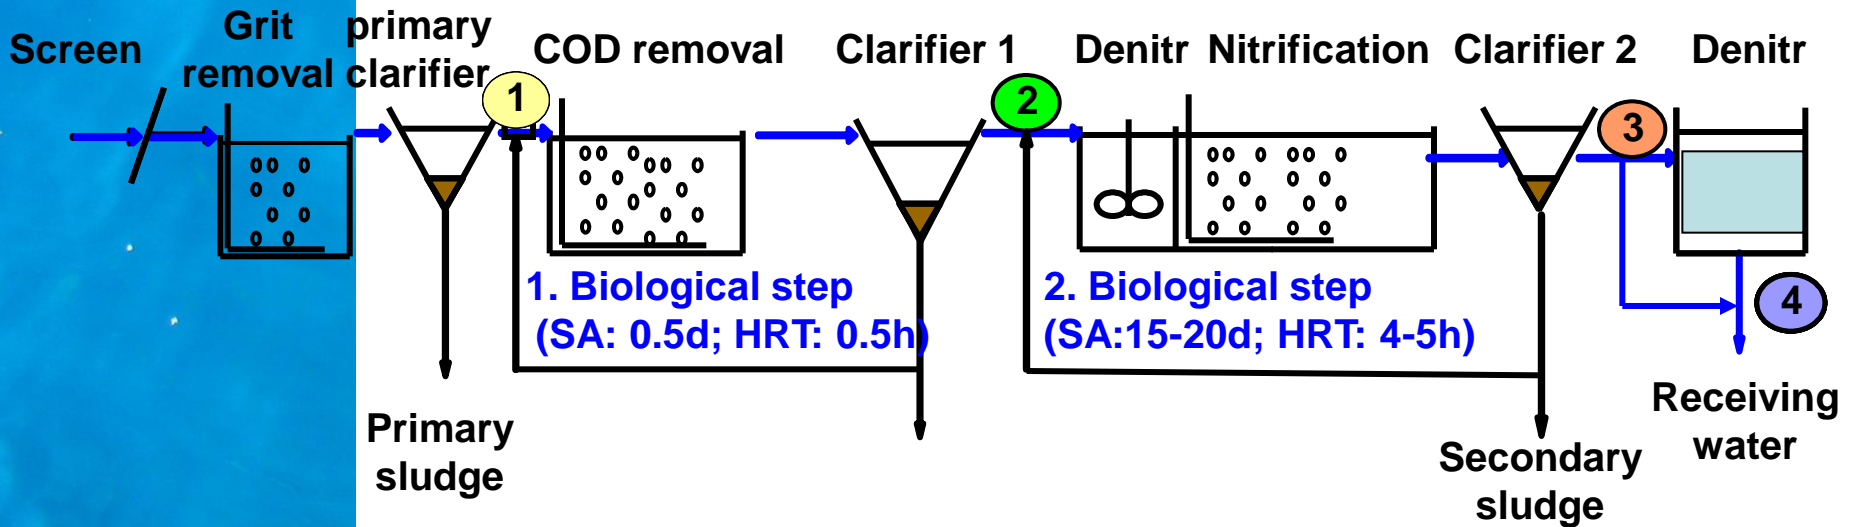 Screen
Grit
removal
primary
clarifier
COD removal
Clarifier 1
Denitr
Nitrification
Clarifier 2
Denitr
1
2
3
4
1. Biological step
(SA: 0.5d; HRT: 0.5h)
2. Biological step
(SA:15-20d; HRT: 4-5h)
Primary
sludge
Secondary
sludge
Receiving
water